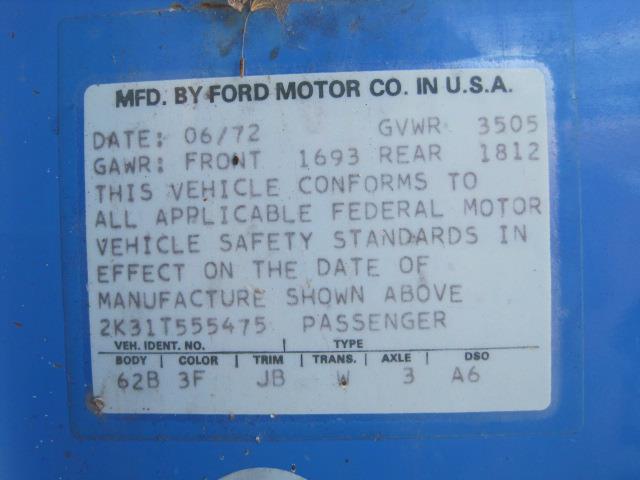 MFD. BY FORD MOTOR CO. IN U.S.A.
DATE: 06/72 GVWR 3505
GAWR: FRONT 1693 REAR 1812
THIS VEHICLE CONFORMS TO
ALL APPLICABLE FEDERAL MOTOR
VEHICLE SAFETY STANDARDS IN
EFFECT ON THE DATE OF
MANUFACTURE SHOWN ABOVE
2K31T555475 PASSENGER
VEH. IDENT. NO. TYPE
BODY COLOR TRIM TRANS. AXLE DSO
62B 3F JB W 3 A6